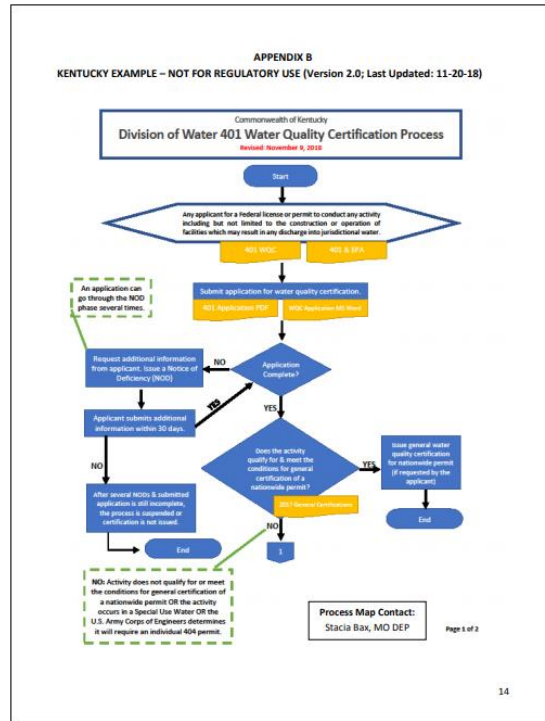 APPENDIX B
KENTUCKY EXAMPLE – NOT FOR REGULATORY USE (Version 2.0; Last Updated: 11-20-18)
Commonwealth of Kentucky
Division of Water 401 Water Quality Certification Process
Revised: November 9, 2018
Start
Any applicant for a Federal license or permit to conduct any activity
including but not limited to the construction or operation of
facilities which may result in any discharge into jurisdictional water.
401 WQC
401 & EPA
An application can
go through the NOD
phase several times.
Submit application for water quality certification.
401 Application PDF
WQC Application MS Word
Request additional information
from applicant. Issue a Notice of
Deficiency (NOD)
NO
Application
Complete?
YES
Applicant submits additional
information within 30 days.
YES
NO
Does the activity
qualify for & meet the
conditions for general
certification of a
nationwide permit?
2017 General Certifications
YES
Issue general water
quality certification
for nationwide permit
(if requested by the
applicant)
End
After several NODs & submitted
application is still incomplete,
the process is suspended or
certification is not issued.
End
NO
1
NO: Activity does not qualify for or meet
the conditions for general certification of
a nationwide permit OR the activity
occurs in a Special Use Water OR the
U.S. Army Corps of Engineers determines
it will require an individual 404 permit.
Process Map Contact:
Stacia Bax, MO DEP
Page 1 of 2
14